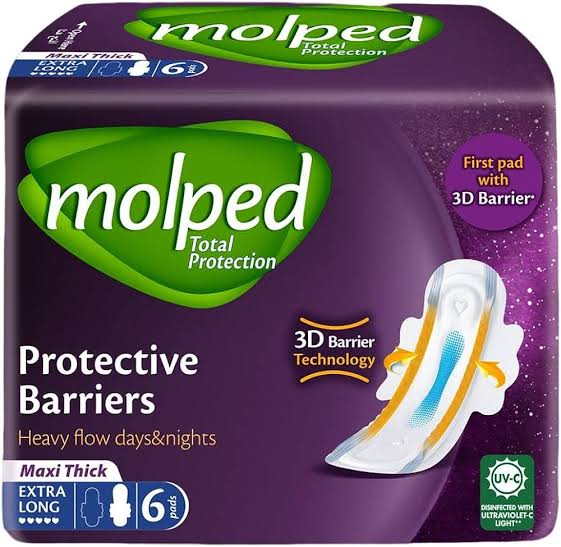 molped
Total
Protection
Maxi Thick
EXTRA
LONG
6
pads
molped
Total
Protection
First pad
with
3D Barrier*
3D Barrier
Technology
Protective
Barriers
Heavy flow days&nights
Maxi Thick
EXTRA
LONG
6
pads
UV-C
DISINFECTED WITH
ULTRAVIOLET-C
LIGHT**